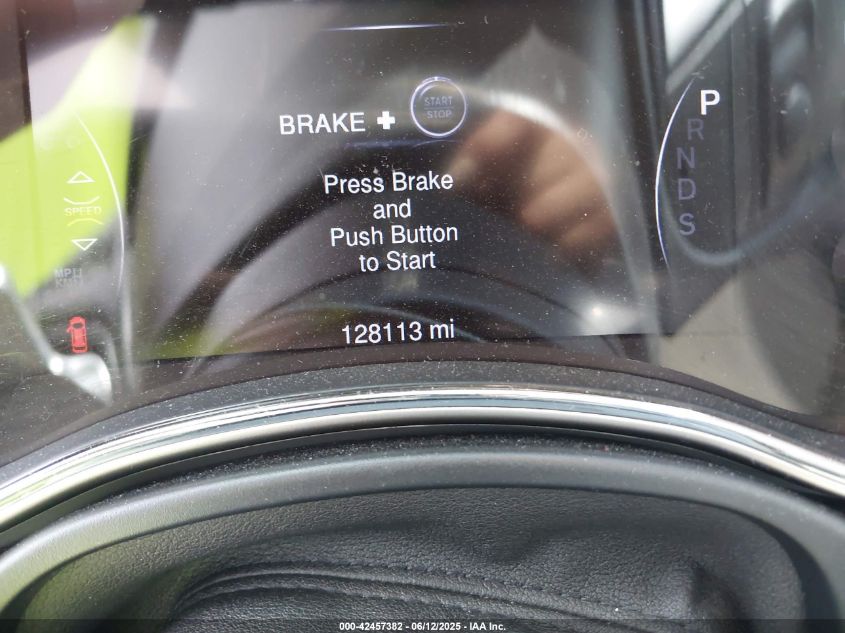 BRAKE + START STOP
Press Brake
and
Push Button
to Start
128113 mi
P
R
N
D
S
SPEED
000-42457382 - 06/12/2025 - IAA Inc.